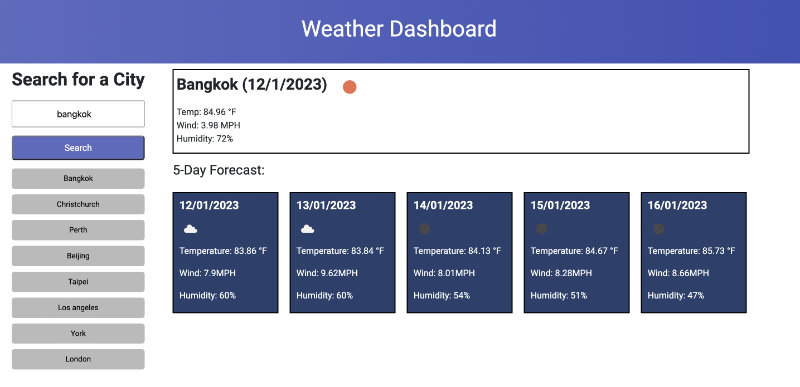 Weather Dashboard
Search for a City
bangkok
Search
Bangkok
Christchurch
Perth
Beijing
Taipei
Los angeles
York
London
Bangkok (12/1/2023)
Temp: 84.96 °F
Wind: 3.98 MPH
Humidity: 72%
5-Day Forecast:
12/01/2023
Temperature: 83.86 °F
Wind: 7.9MPH
Humidity: 60%
13/01/2023
Temperature: 83.84 °F
Wind: 9.62MPH
Humidity: 60%
14/01/2023
Temperature: 84.13 °F
Wind: 8.01MPH
Humidity: 54%
15/01/2023
Temperature: 84.67 °F
Wind: 8.28MPH
Humidity: 51%
16/01/2023
Temperature: 85.73 °F
Wind: 8.66MPH
Humidity: 47%